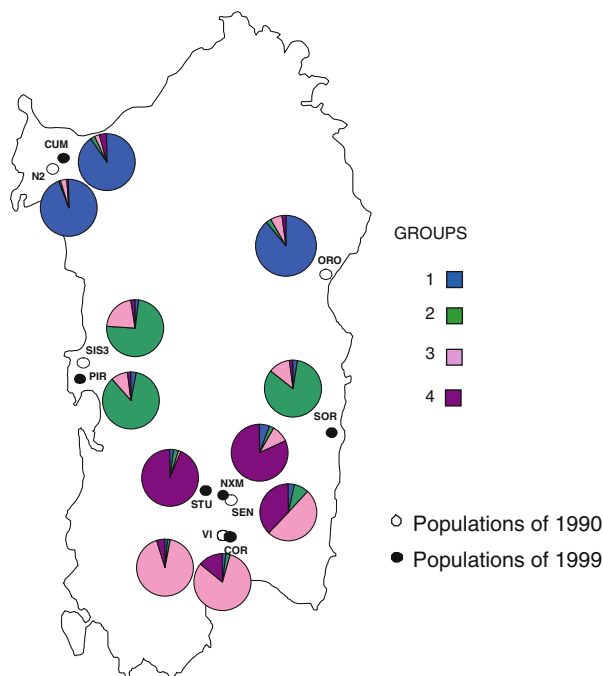 CUM
N2
ORO
GROUPS
1
2
3
4
SIS3
PIR
SOR
NXM
STU
SEN
VI
COR
Populations of 1990
Populations of 1999